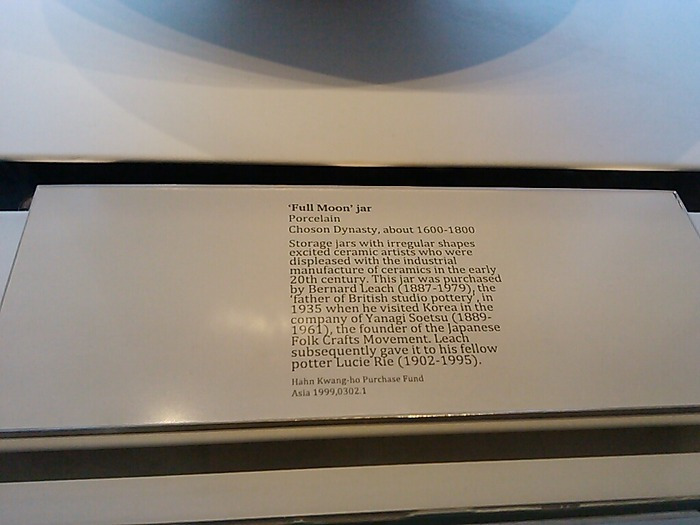 ‘Full Moon’ jar
Porcelain
Choson Dynasty, about 1600-1800
Storage jars with irregular shapes
excited ceramic artists who were
displeased with the industrial
manufacture of ceramics in the early
20th century. This jar was purchased
by Bernard Leach (1887-1979), the
‘father of British studio pottery’, in
1935 when he visited Korea in the
company of Yanagi Soetsu (1889-
1961), the founder of the Japanese
Folk Crafts Movement. Leach
subsequently gave it to his fellow
potter Lucie Rie (1902-1995).
Hahn Kwang-ho Purchase Fund
Asia 1999,0302.1